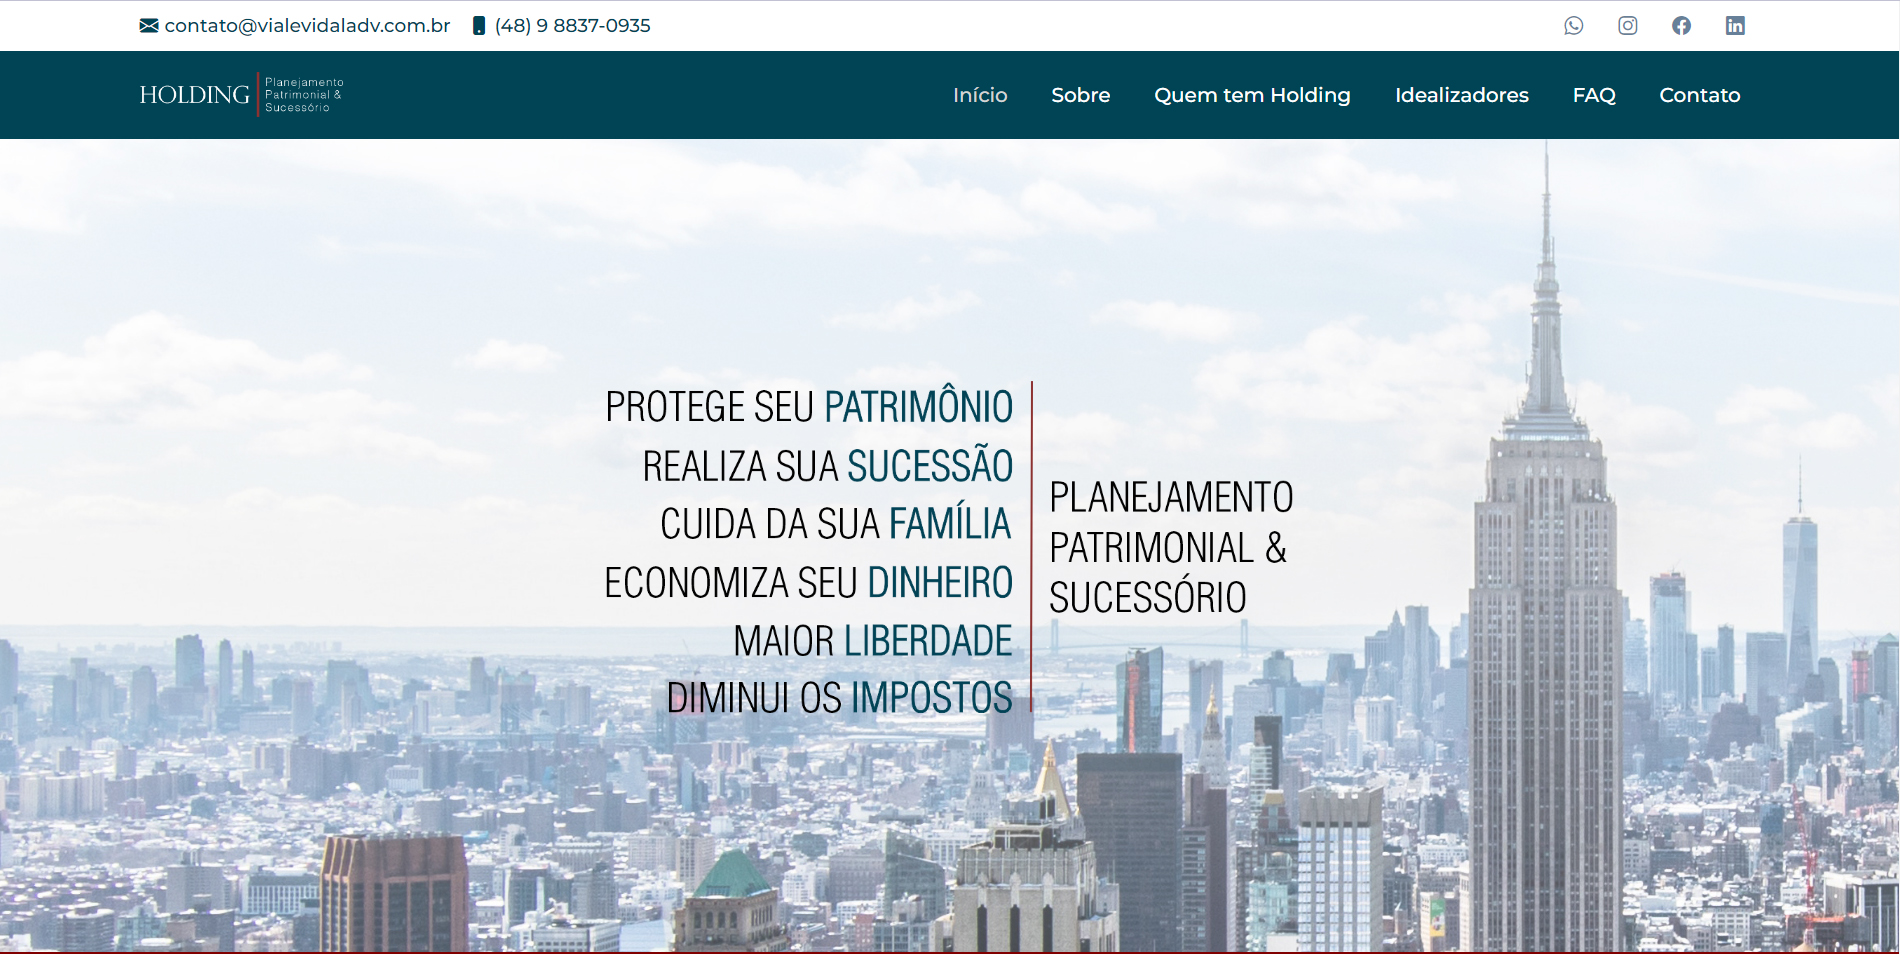 contato@vialevidaladv.com.br (48) 9 8837-0935
HOLDING
Planejamento
Patrimonial &
Sucessório
Início Sobre Quem tem Holding Idealizadores FAQ Contato
PROTEGE SEU PATRIMÔNIO
REALIZA SUA SUCESSÃO
CUIDA DA SUA FAMÍLIA
ECONOMIZA SEU DINHEIRO
MAIOR LIBERDADE
DIMINUI OS IMPOSTOS
PLANEJAMENTO
PATRIMONIAL &
SUCESSÓRIO